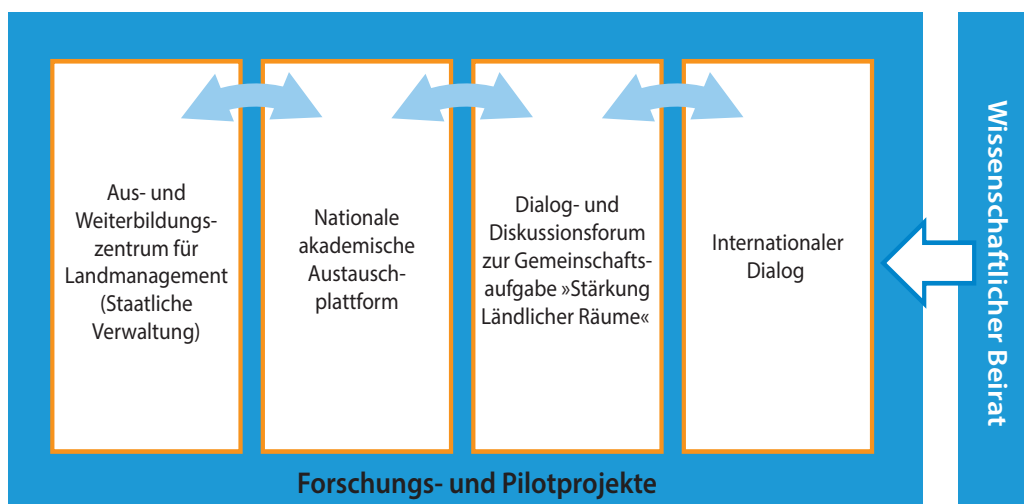 Aus- und
Weiterbildungs-
zentrum für
Landmanagement
(Staatliche
Verwaltung)
Nationale
akademische
Austausch-
plattform
Dialog- und
Diskussionsforum
zur Gemeinschafts-
aufgabe »Stärkung
Ländlicher Räume«
Internationaler
Dialog
Wissenschaftlicher Beirat
Forschungs- und Pilotprojekte